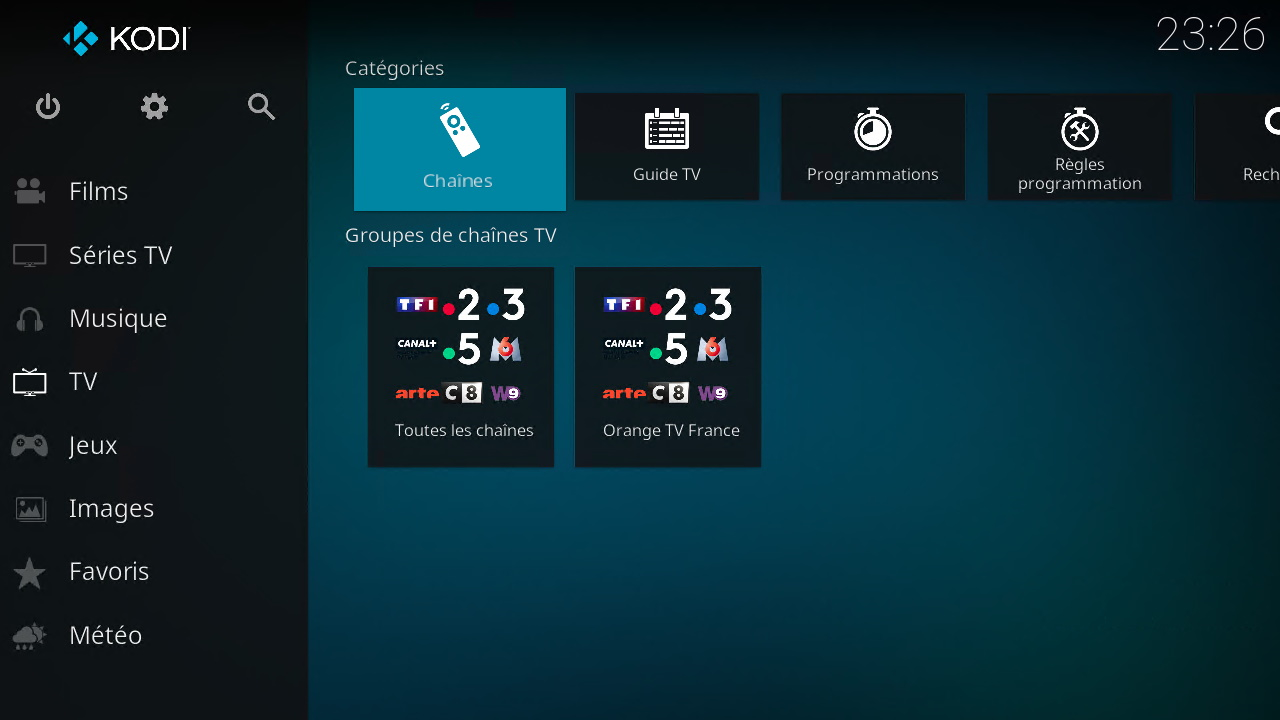 KODI
23:26
Catégories
Chaînes
Guide TV
Programmations
Règles
programmation
Rech
Films
Séries TV
Musique
TV
Jeux
Images
Favoris
Météo
Groupes de chaînes TV
TF1 2 3
CANAL+ 5 M6
arte C8 W9
Toutes les chaînes
TF1 2 3
CANAL+ 5 M6
arte C8 W9
Orange TV France